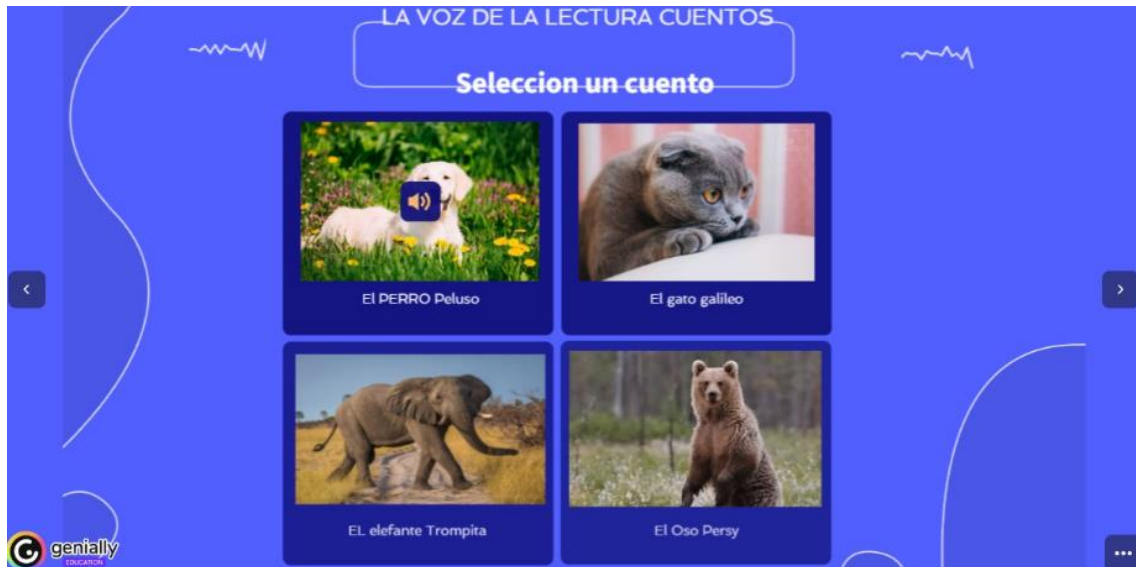 LA VOZ DE LA LECTURA CUENTOS
Seleccion un cuento
El PERRO Peluso
El gato galileo
EL elefante Trompita
El Oso Persy
genially
EDUCATION